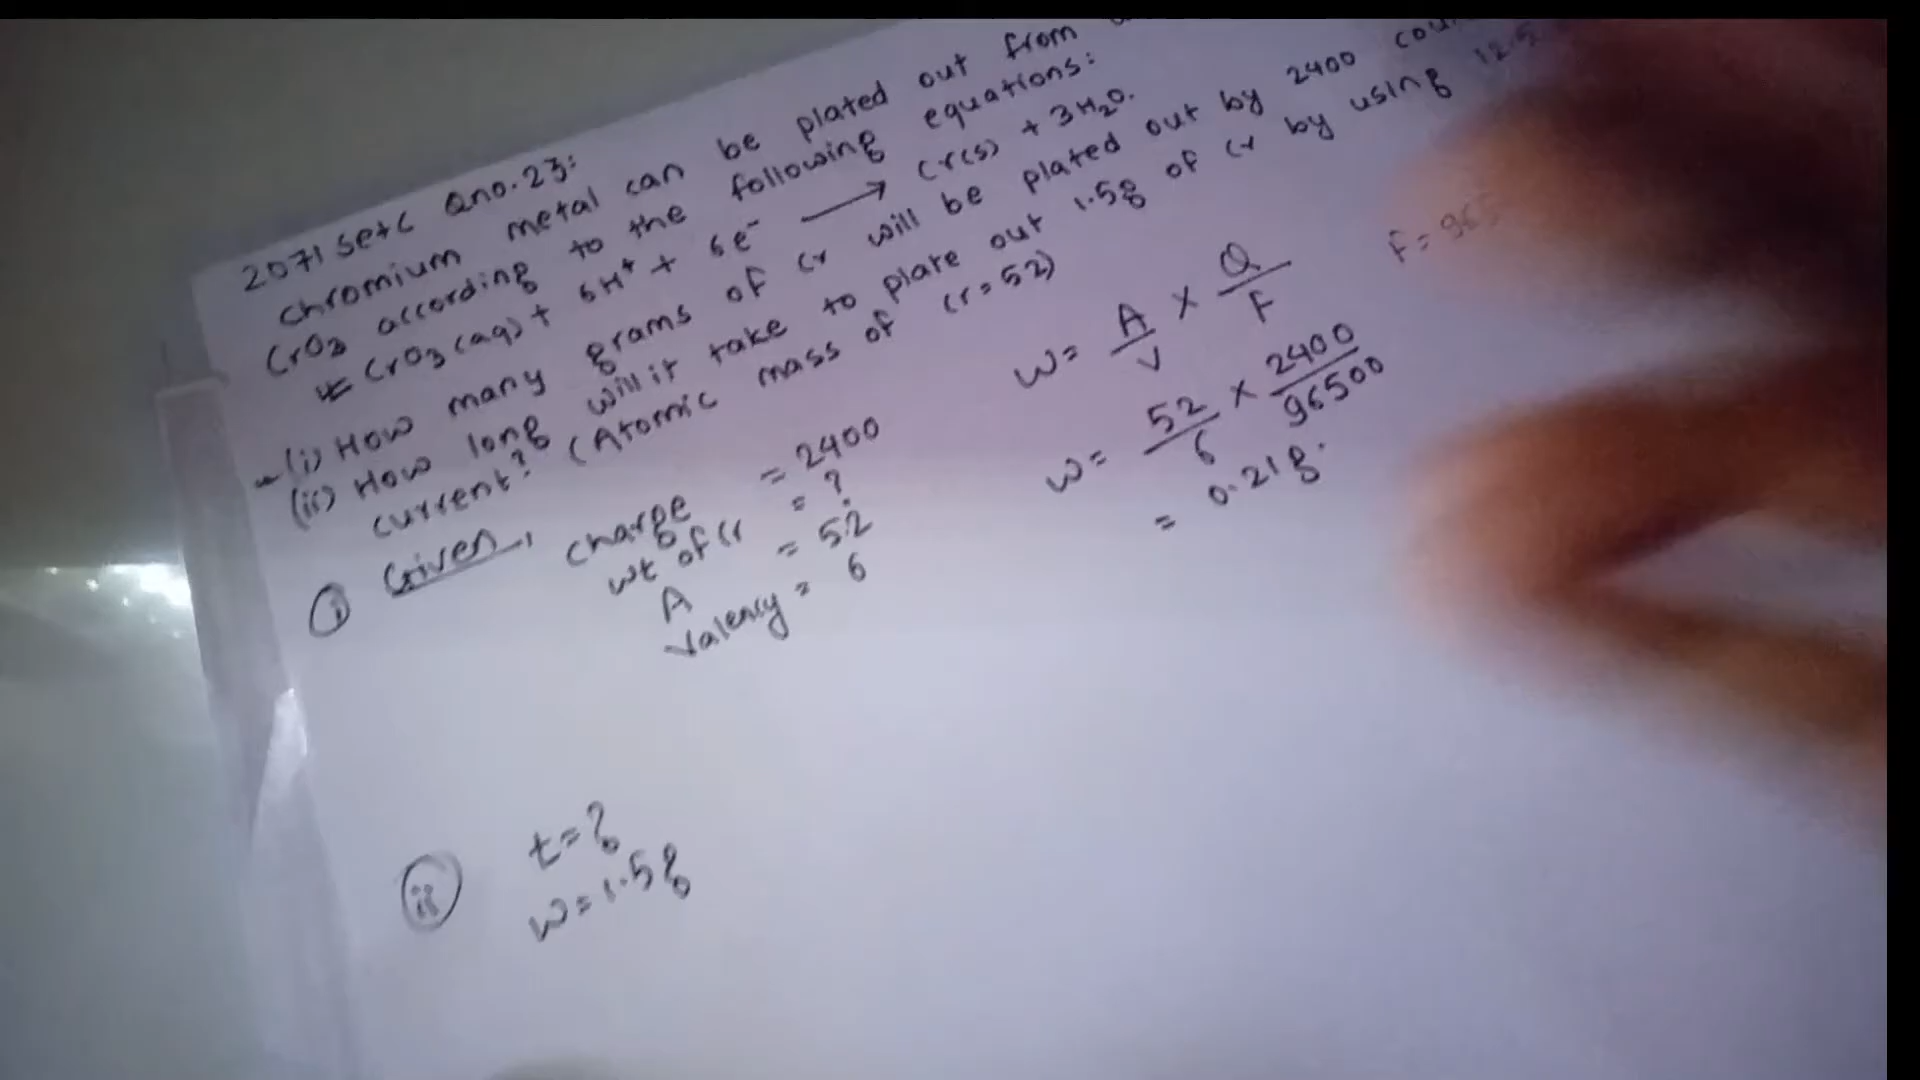 2071 Set C Qno. 23:
Chromium metal can be plated out from
CrO3 according to the following equations:
CrO3(aq) + 6H+ + 6e- → Cr(s) + 3H2O.
(i) How many grams of Cr will be plated out by 2400
(ii) How long will it take to plate out 1.5g of Cr by using 12.5
current? (Atomic mass of Cr = 52)
(i) Given, charge = 2400
wt of Cr = ?
A = 52
Valency = 6
W = A/V × Q/F
F = 965
W = 52/6 × 2400/96500
= 0.21g.
(ii) t = ?
W = 1.5g